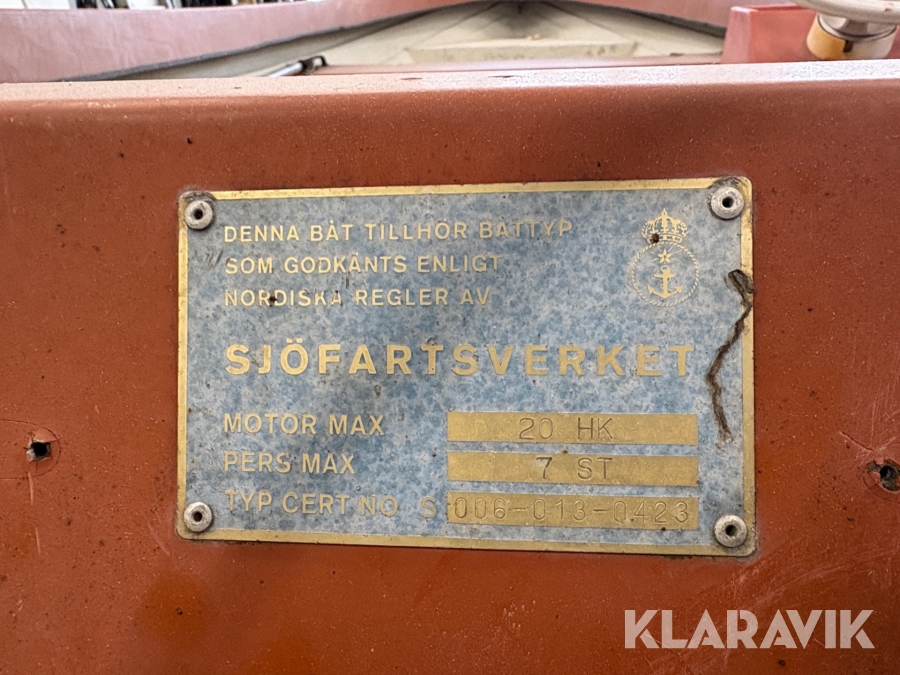 DENNA BÅT TILLHÖR BÅTTYP
SOM GODKÄNTS ENLIGT
NORDISKA REGLER AV
SJÖFARTSVERKET
MOTOR MAX 20 HK
PERS MAX 7 ST
TYP CERT NO S 006-013-0423
KLARAVIK